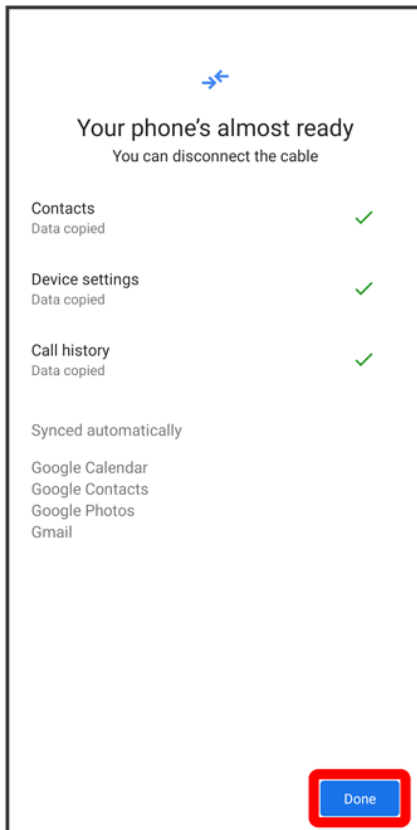 Your phone's almost ready
You can disconnect the cable
Contacts
Data copied
Device settings
Data copied
Call history
Data copied
Synced automatically
Google Calendar
Google Contacts
Google Photos
Gmail
Done